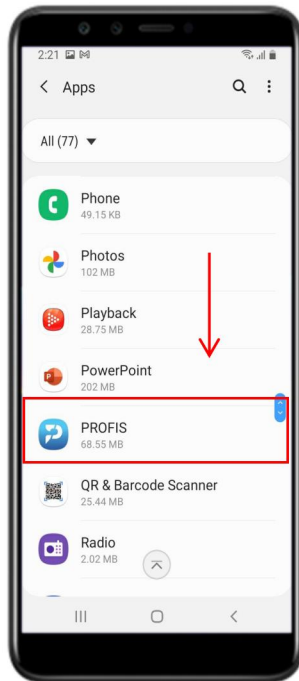 2:21
Apps
All (77)
Phone
49.15 KB
Photos
102 MB
Playback
28.75 MB
PowerPoint
202 MB
PROFIS
68.55 MB
QR & Barcode Scanner
25.44 MB
Radio
2.02 MB